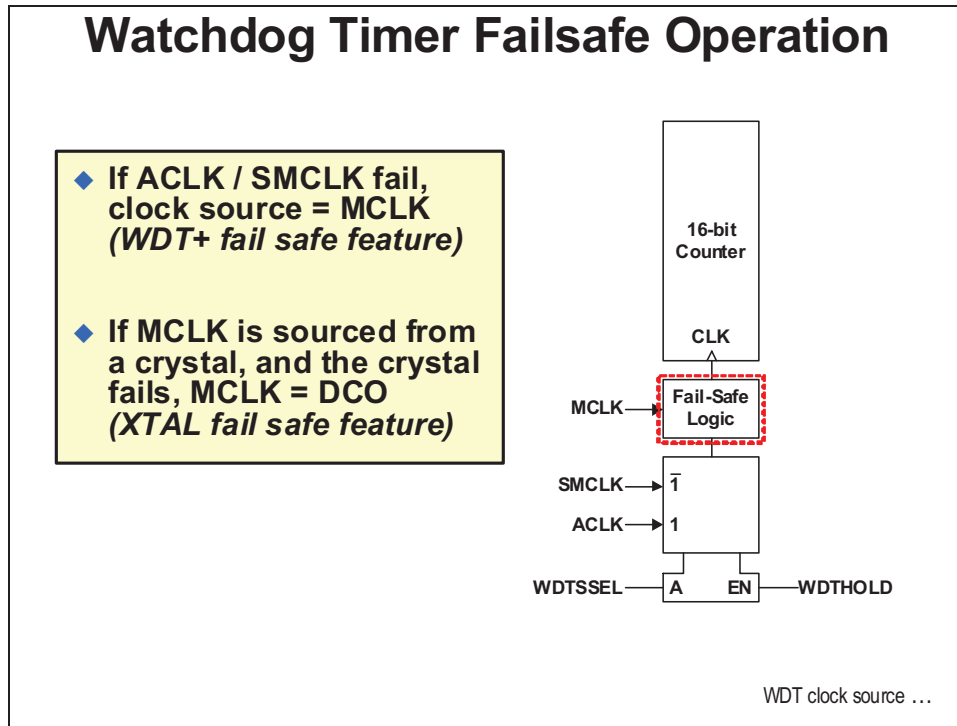 Watchdog Timer Failsafe Operation
If ACLK / SMCLK fail,
clock source = MCLK
(WDT+ fail safe feature)
If MCLK is sourced from
a crystal, and the crystal
fails, MCLK = DCO
(XTAL fail safe feature)
16-bit
Counter
CLK
MCLK
Fail-Safe
Logic
SMCLK
1̅
ACLK
1
WDTSSEL
A
EN
WDTHOLD
WDT clock source …